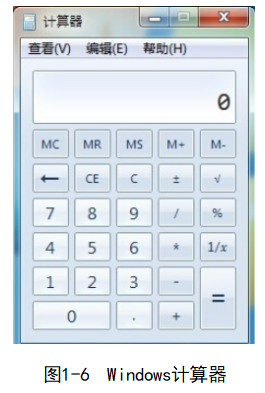 计算器
查看(V) 编辑(E) 帮助(H)
0
MC MR MS M+ M-
← CE C ± √
7 8 9 / %
4 5 6 * 1/x
1 2 3 - =
0 . +
图1-6 Windows计算器